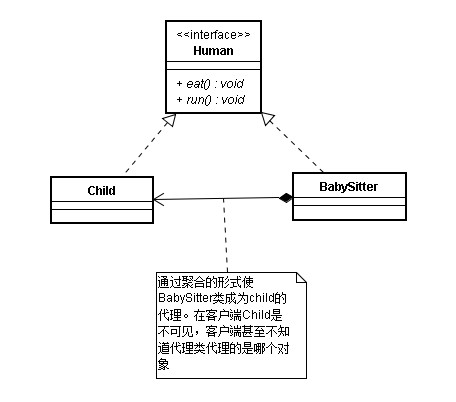 <<interface>>
Human
+ eat() : void
+ run() : void
Child
BabySitter
通过聚合的形式使
BabySitter类成为child的
代理。在客户端Child是
不可见，客户端甚至不知
道代理类代理的是哪个对
象